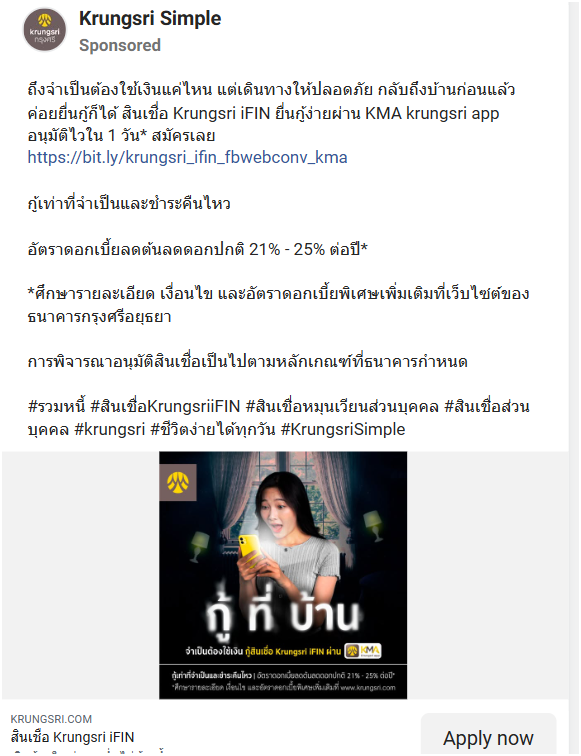 krungsri
กรุงศรี
Krungsri Simple
Sponsored
ถึงจำเป็นต้องใช้เงินแค่ไหน แต่เดินทางให้ปลอดภัย กลับถึงบ้านก่อนแล้ว
ค่อยยื่นกู้ก็ได้ สินเชื่อ Krungsri iFIN ยื่นกู้ง่ายผ่าน KMA krungsri app
อนุมัติไวใน 1 วัน* สมัครเลย
https://bit.ly/krungsri_ifin_fbwebconv_kma
กู้เท่าที่จำเป็นและชำระคืนไหว
อัตราดอกเบี้ยลดต้นลดดอกปกติ 21% - 25% ต่อปี*
*ศึกษารายละเอียด เงื่อนไข และอัตราดอกเบี้ยพิเศษเพิ่มเติมที่เว็บไซต์ของ
ธนาคารกรุงศรีอยุธยา
การพิจารณาอนุมัติสินเชื่อเป็นไปตามหลักเกณฑ์ที่ธนาคารกำหนด
#รวมหนี้ #สินเชื่อKrungsriiFIN #สินเชื่อหมุนเวียนส่วนบุคคล #สินเชื่อส่วน
บุคคล #krungsri #ชีวิตง่ายได้ทุกวัน #KrungsriSimple
กู้ ที่ บ้าน
จำเป็นต้องใช้เงิน กู้สินเชื่อ Krungsri iFIN ผ่าน KMA
กู้เท่าที่จำเป็นและชำระคืนไหว | อัตราดอกเบี้ยลดต้นลดดอกปกติ 21% - 25% ต่อปี*
*ศึกษารายละเอียด เงื่อนไข และอัตราดอกเบี้ยพิเศษเพิ่มเติมที่ www.krungsri.com
KRUNGSRI.COM
สินเชื่อ Krungsri iFIN
Apply now